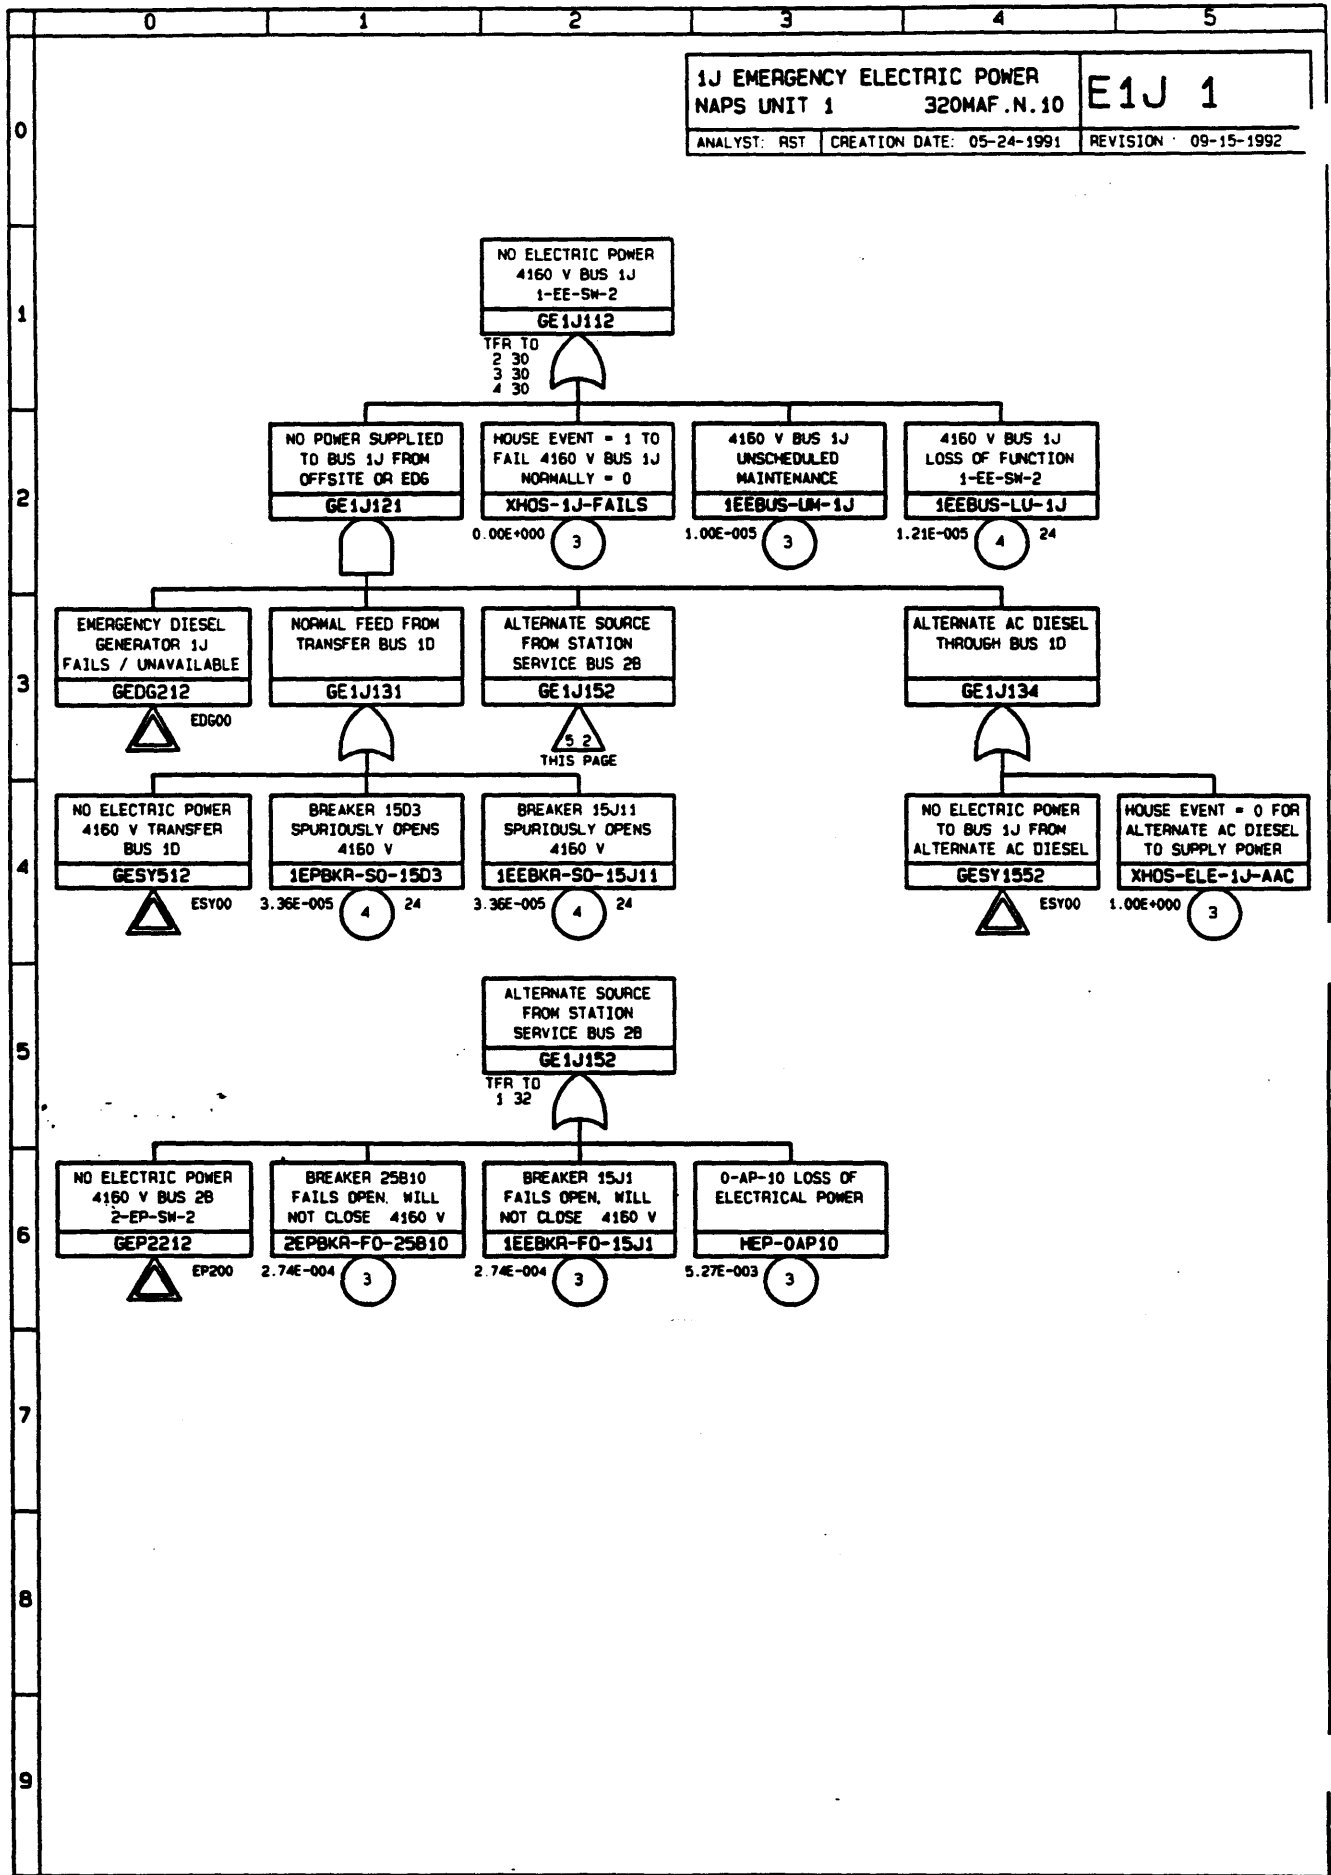 0 1 2 3 4 5
1J EMERGENCY ELECTRIC POWER
NAPS UNIT 1 320MAF.N.10
E1J 1
ANALYST: RST CREATION DATE: 05-24-1991 REVISION 09-15-1992
0
1
2
3
4
5
6
7
8
9
NO ELECTRIC POWER
4160 V BUS 1J
1-EE-SW-2
GE1J112
TFR TO
2 30
3 30
4 30
NO POWER SUPPLIED
TO BUS 1J FROM
OFFSITE OR EDG
GE1J121
HOUSE EVENT = 1 TO
FAIL 4160 V BUS 1J
NORMALLY = 0
XHOS-1J-FAILS
0.00E+000 3
4160 V BUS 1J
UNSCHEDULED
MAINTENANCE
1EEBUS-UM-1J
1.00E-005 3
4160 V BUS 1J
LOSS OF FUNCTION
1-EE-SW-2
1EEBUS-LU-1J
1.21E-005 4 24
EMERGENCY DIESEL
GENERATOR 1J
FAILS / UNAVAILABLE
GEDG212
EDG00
NORMAL FEED FROM
TRANSFER BUS 1D
GE1J131
ALTERNATE SOURCE
FROM STATION
SERVICE BUS 2B
GE1J152
5 2
THIS PAGE
ALTERNATE AC DIESEL
THROUGH BUS 1D
GE1J134
NO ELECTRIC POWER
4160 V TRANSFER
BUS 1D
GESY512
ESY00
BREAKER 15D3
SPURIOUSLY OPENS
4160 V
1EPBKR-SO-15D3
3.36E-005 4 24
BREAKER 15J11
SPURIOUSLY OPENS
4160 V
1EEBKR-SO-15J11
3.36E-005 4 24
NO ELECTRIC POWER
TO BUS 1J FROM
ALTERNATE AC DIESEL
GESY1552
ESY00
HOUSE EVENT = 0 FOR
ALTERNATE AC DIESEL
TO SUPPLY POWER
XHOS-ELE-1J-AAC
1.00E+000 3
ALTERNATE SOURCE
FROM STATION
SERVICE BUS 2B
GE1J152
TFR TO
1 32
NO ELECTRIC POWER
4160 V BUS 2B
2-EP-SW-2
GEP2212
EP200
BREAKER 25B10
FAILS OPEN. WILL
NOT CLOSE 4160 V
2EPBKR-FO-25B10
2.74E-004 3
BREAKER 15J1
FAILS OPEN, WILL
NOT CLOSE 4160 V
1EEBKR-FO-15J1
2.74E-004 3
0-AP-10 LOSS OF
ELECTRICAL POWER
HEP-0AP10
5.27E-003 3